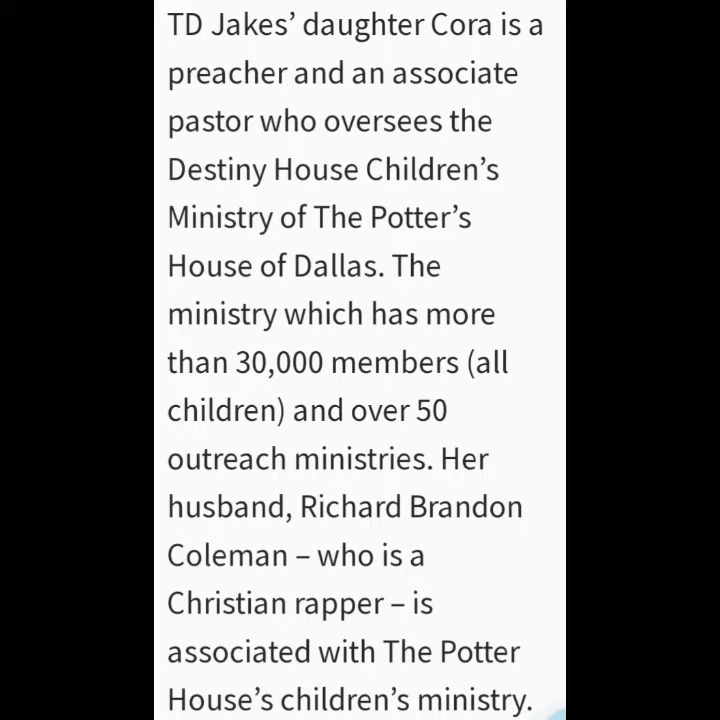 TD Jakes’ daughter Cora is a
preacher and an associate
pastor who oversees the
Destiny House Children’s
Ministry of The Potter’s
House of Dallas. The
ministry which has more
than 30,000 members (all
children) and over 50
outreach ministries. Her
husband, Richard Brandon
Coleman – who is a
Christian rapper – is
associated with The Potter
House’s children’s ministry.